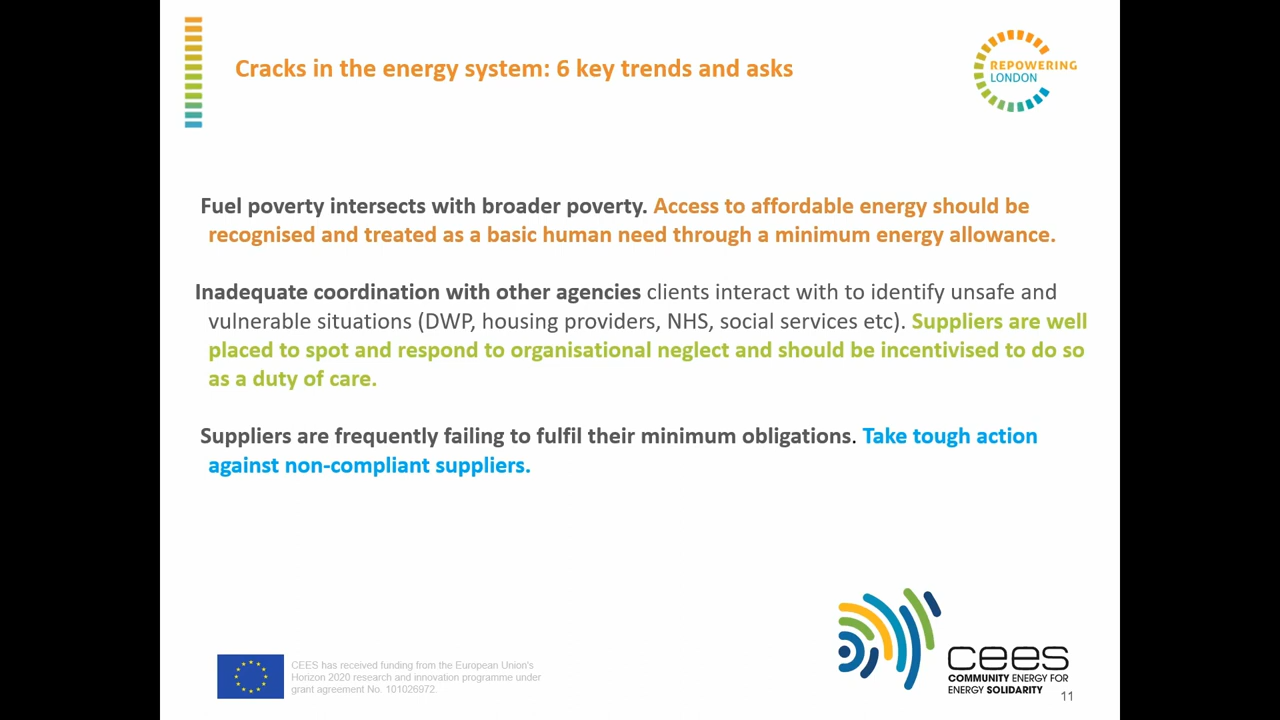 Cracks in the energy system: 6 key trends and asks
REPOWERING
LONDON
Fuel poverty intersects with broader poverty. Access to affordable energy should be
recognised and treated as a basic human need through a minimum energy allowance.
Inadequate coordination with other agencies clients interact with to identify unsafe and
vulnerable situations (DWP, housing providers, NHS, social services etc). Suppliers are well
placed to spot and respond to organisational neglect and should be incentivised to do so
as a duty of care.
Suppliers are frequently failing to fulfil their minimum obligations. Take tough action
against non-compliant suppliers.
CEES has received funding from the European Union's
Horizon 2020 research and innovation programme under
grant agreement No. 101026972.
cees
COMMUNITY ENERGY FOR
ENERGY SOLIDARITY
11